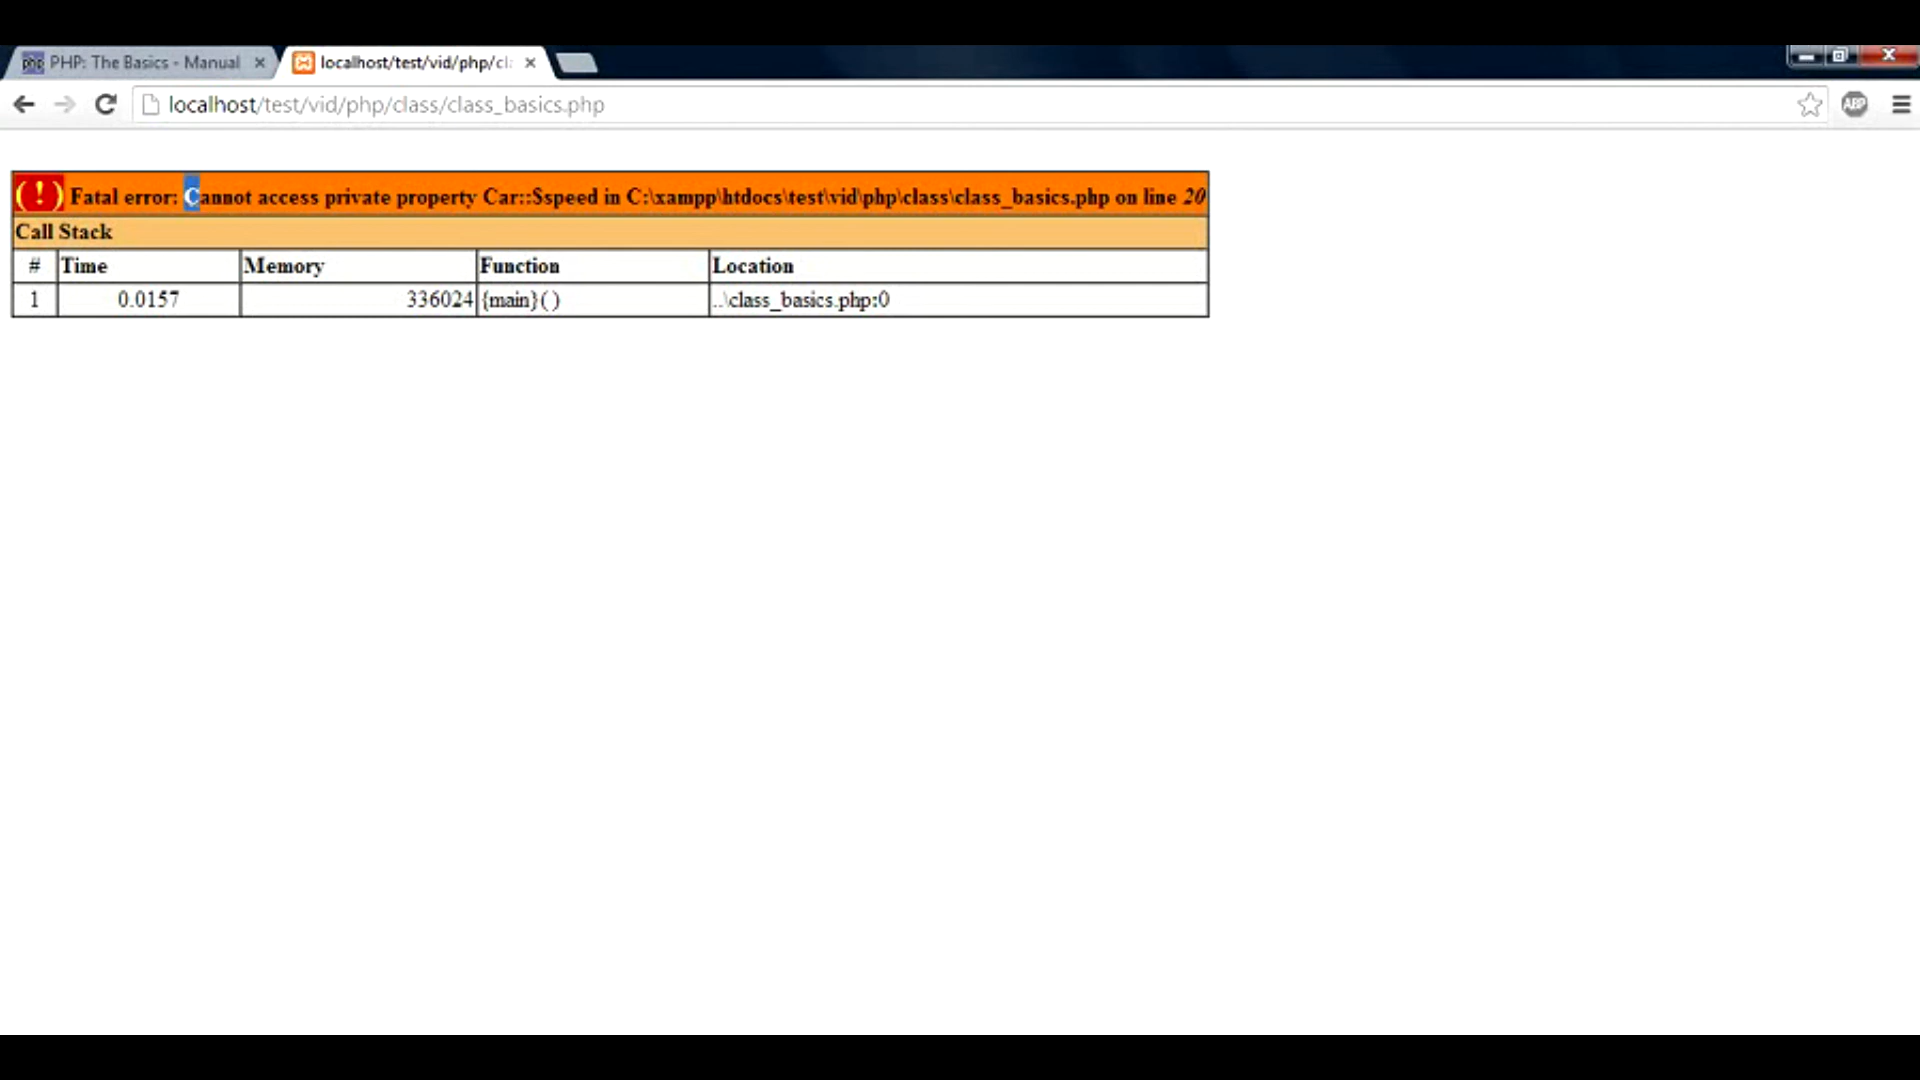 php PHP: The Basics - Manual
localhost/test/vid/php/cl
localhost/test/vid/php/class/class_basics.php
ABP
( ! ) Fatal error: Cannot access private property Car::$speed in C:\xampp\htdocs\test\vid\php\class\class_basics.php on line 20
Call Stack
# Time Memory Function Location
1 0.0157 336024 {main}( ) ..\class_basics.php:0